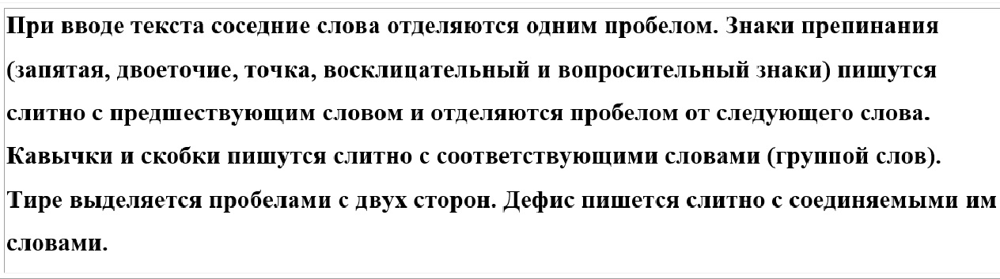 При вводе текста соседние слова отделяются одним пробелом. Знаки препинания
(запятая, двоеточие, точка, восклицательный и вопросительный знаки) пишутся
слитно с предшествующим словом и отделяются пробелом от следующего слова.
Кавычки и скобки пишутся слитно с соответствующими словами (группой слов).
Тире выделяется пробелами с двух сторон. Дефис пишется слитно с соединяемыми им
словами.